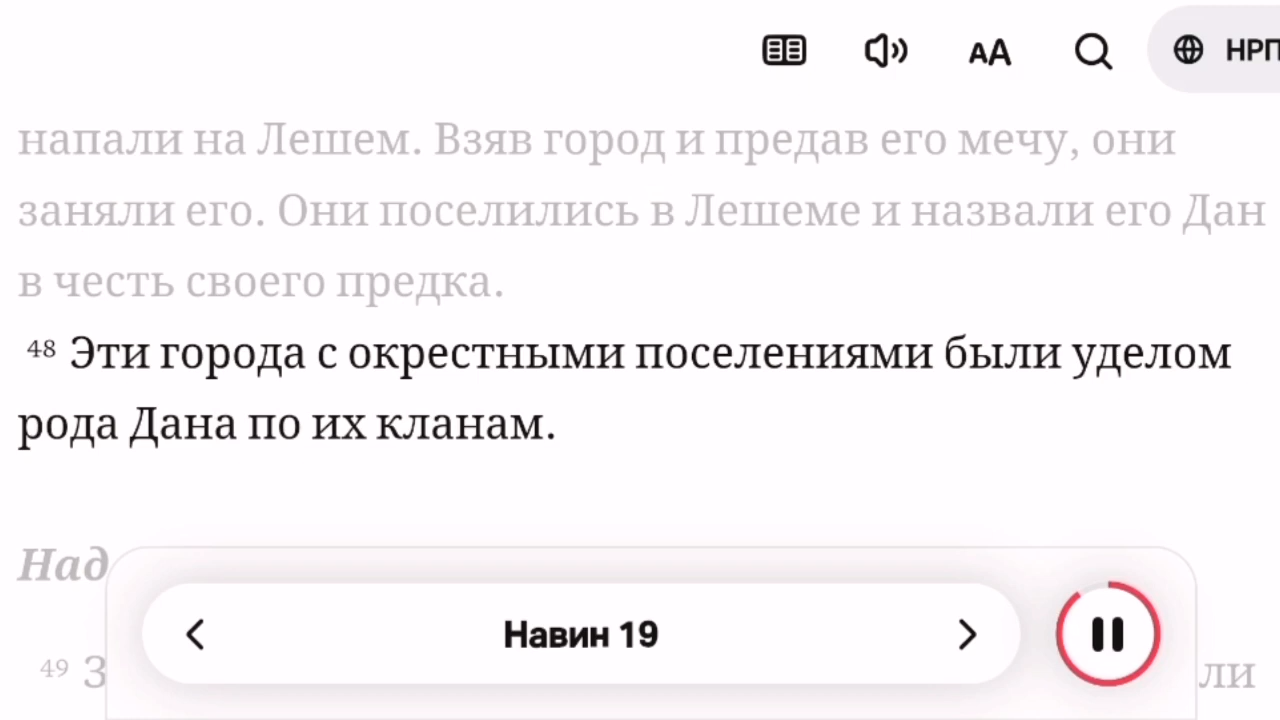 AA
НРП
напали на Лешем. Взяв город и предав его мечу, они
заняли его. Они поселились в Лешеме и назвали его Дан
в честь своего предка.
48 Эти города с окрестными поселениями были уделом
рода Дана по их кланам.
Над
Навин 19
49 З ли